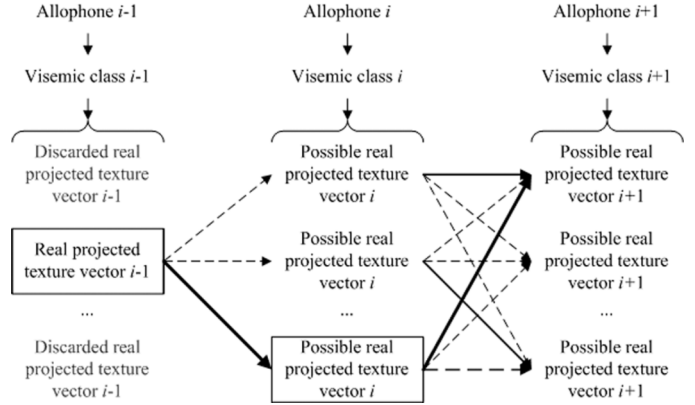 Allophone i-1
Visemic class i-1
Discarded real
projected texture
vector i-1
Real projected
texture vector i-1
...
Discarded real
projected texture
vector i-1
Allophone i
Visemic class i
Possible real
projected texture
vector i
Possible real
projected texture
vector i
...
Possible real
projected texture
vector i
Allophone i+1
Visemic class i+1
Possible real
projected texture
vector i+1
Possible real
projected texture
vector i+1
...
Possible real
projected texture
vector i+1